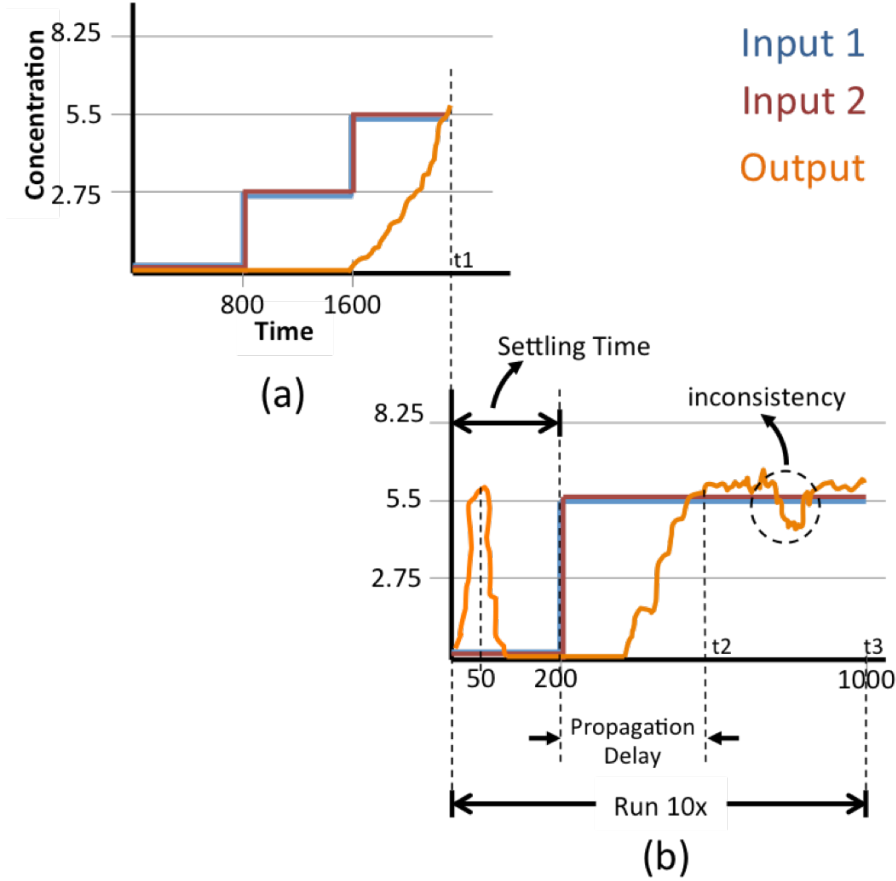 8.25
5.5
2.75
Concentration
t1
800
1600
Time
(a)
Input 1
Input 2
Output
Settling Time
inconsistency
8.25
5.5
2.75
t2
t3
50
200
1000
Propagation
Delay
Run 10x
(b)